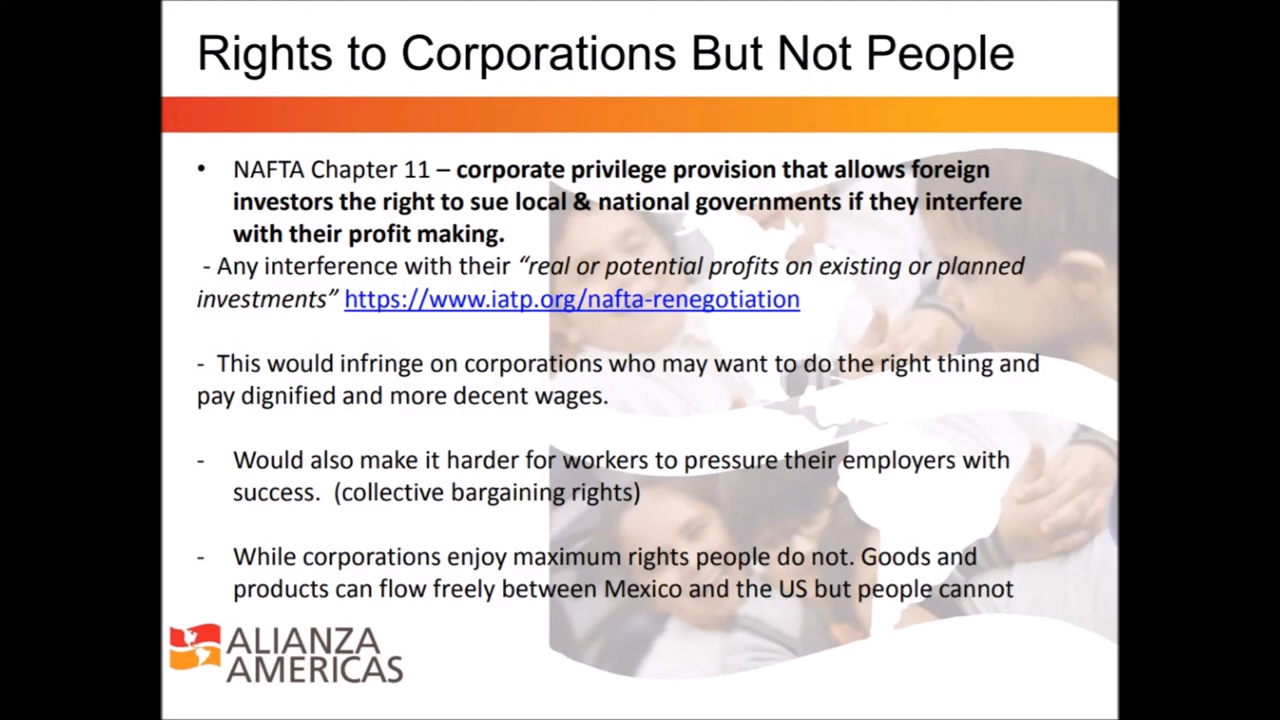 Rights to Corporations But Not People
• NAFTA Chapter 11 – corporate privilege provision that allows foreign
investors the right to sue local & national governments if they interfere
with their profit making.
- Any interference with their “real or potential profits on existing or planned
investments” https://www.iatp.org/nafta-renegotiation
- This would infringe on corporations who may want to do the right thing and
pay dignified and more decent wages.
- Would also make it harder for workers to pressure their employers with
success. (collective bargaining rights)
- While corporations enjoy maximum rights people do not. Goods and
products can flow freely between Mexico and the US but people cannot
ALIANZA
AMERICAS